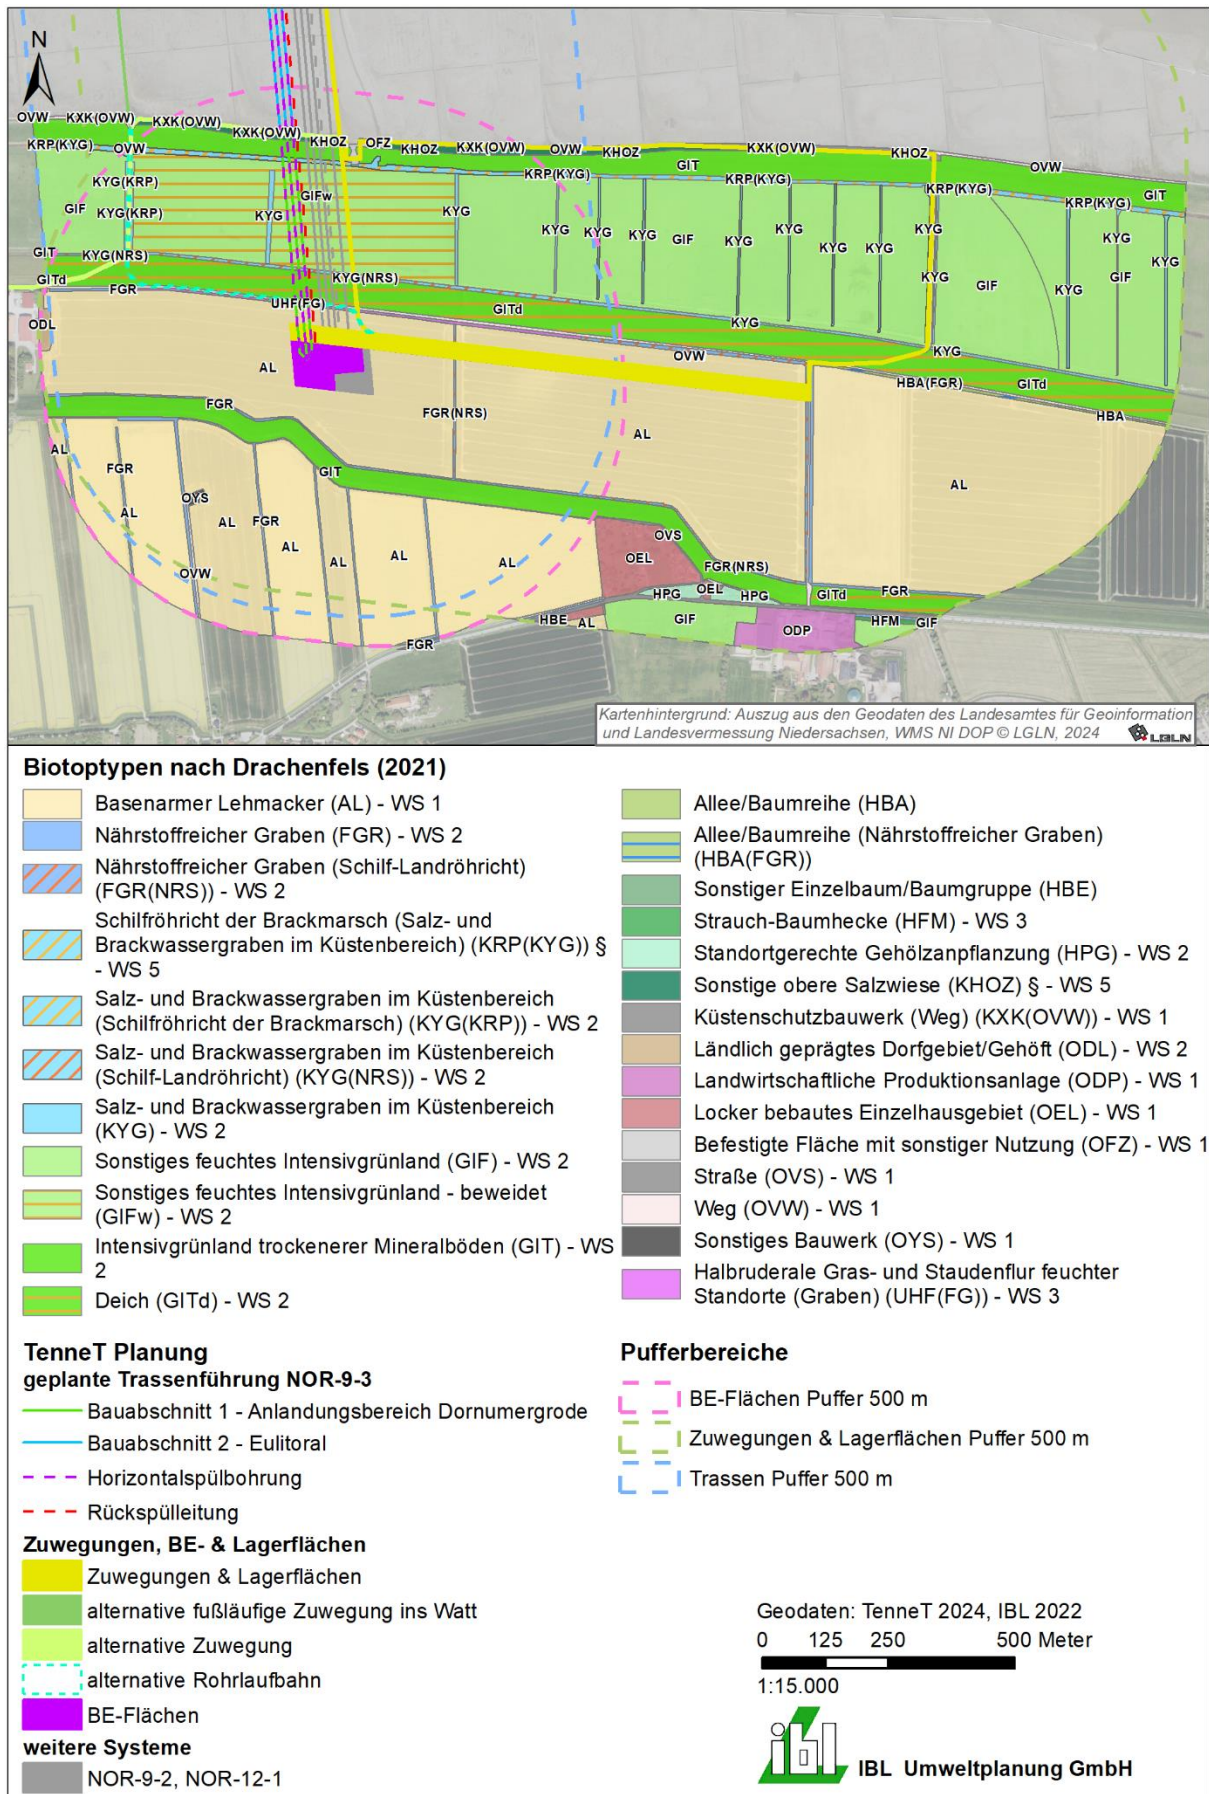 N
OVW KXK(OVW) KXK(OVW)
KXK(OVW) KHOZ OFZ KHOZ KXK(OVW) OVW KHOZ KXK(OVW) KHOZ OVW
KRP(KYG) OVW KRP(KYG) GIT KRP(KYG) KRP(KYG) KRP(KYG) GIT
KYG(KRP) GIFw
GIF KYG(KRP) KYG KYG KYG KYG KYG KYG KYG KYG KYG KYG KYG
GIF GIF
GIT KYG(NRS) KYG(NRS) KYG GIF KYG KYG
GITd FGR UHF(FG) GITd KYG
ODL OVW KYG
AL HBA(FGR) GITd
FGR FGR(NRS) AL HBA
AL FGR GIT AL
OYS
AL AL FGR AL AL AL AL OVS
OVW OEL FGR(NRS)
HPG OEL HPG GITd FGR
HBE AL GIF ODP HFM GIF
FGR
Kartenhintergrund: Auszug aus den Geodaten des Landesamtes für Geoinformation
und Landesvermessung Niedersachsen, WMS NI DOP © LGLN, 2024 LGLN
Biotoptypen nach Drachenfels (2021)
Basenarmer Lehmacker (AL) - WS 1
Nährstoffreicher Graben (FGR) - WS 2
Nährstoffreicher Graben (Schilf-Landröhricht)
(FGR(NRS)) - WS 2
Schilfröhricht der Brackmarsch (Salz- und
Brackwassergraben im Küstenbereich) (KRP(KYG)) §
- WS 5
Salz- und Brackwassergraben im Küstenbereich
(Schilfröhricht der Brackmarsch) (KYG(KRP)) - WS 2
Salz- und Brackwassergraben im Küstenbereich
(Schilf-Landröhricht) (KYG(NRS)) - WS 2
Salz- und Brackwassergraben im Küstenbereich
(KYG) - WS 2
Sonstiges feuchtes Intensivgrünland (GIF) - WS 2
Sonstiges feuchtes Intensivgrünland - beweidet
(GIFw) - WS 2
Intensivgrünland trockenerer Mineralböden (GIT) - WS
2
Deich (GITd) - WS 2
Allee/Baumreihe (HBA)
Allee/Baumreihe (Nährstoffreicher Graben)
(HBA(FGR))
Sonstiger Einzelbaum/Baumgruppe (HBE)
Strauch-Baumhecke (HFM) - WS 3
Standortgerechte Gehölzanpflanzung (HPG) - WS 2
Sonstige obere Salzwiese (KHOZ) § - WS 5
Küstenschutzbauwerk (Weg) (KXK(OVW)) - WS 1
Ländlich geprägtes Dorfgebiet/Gehöft (ODL) - WS 2
Landwirtschaftliche Produktionsanlage (ODP) - WS 1
Locker bebautes Einzelhausgebiet (OEL) - WS 1
Befestigte Fläche mit sonstiger Nutzung (OFZ) - WS 1
Straße (OVS) - WS 1
Weg (OVW) - WS 1
Sonstiges Bauwerk (OYS) - WS 1
Halbruderale Gras- und Staudenflur feuchter
Standorte (Graben) (UHF(FG)) - WS 3
TenneT Planung
geplante Trassenführung NOR-9-3
Bauabschnitt 1 - Anlandungsbereich Dornumergrode
Bauabschnitt 2 - Eulitoral
Horizontalspülbohrung
Rückspülleitung
Zuwegungen, BE- & Lagerflächen
Zuwegungen & Lagerflächen
alternative fußläufige Zuwegung ins Watt
alternative Zuwegung
alternative Rohrlaufbahn
BE-Flächen
weitere Systeme
NOR-9-2, NOR-12-1
Pufferbereiche
BE-Flächen Puffer 500 m
Zuwegungen & Lagerflächen Puffer 500 m
Trassen Puffer 500 m
Geodaten: TenneT 2024, IBL 2022
0 125 250 500 Meter
1:15.000
ibl IBL Umweltplanung GmbH